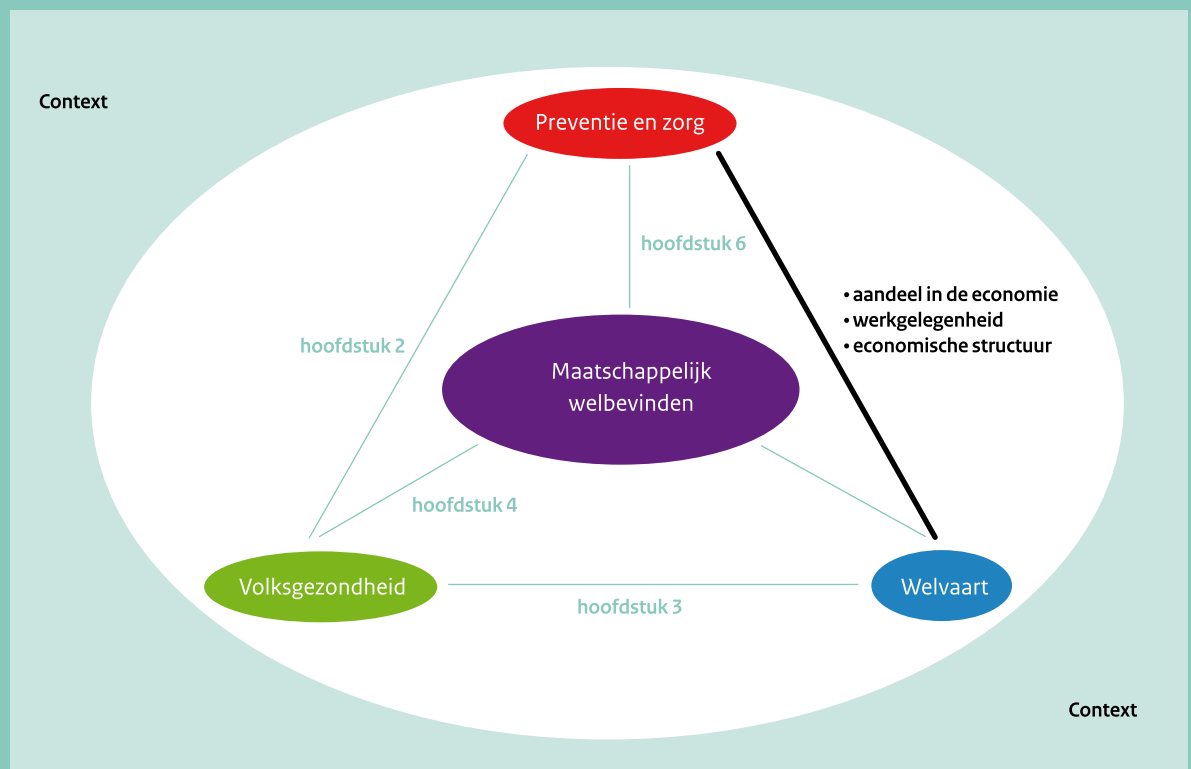 Context
Preventie en zorg
hoofdstuk 6
• aandeel in de economie
• werkgelegenheid
• economische structuur
hoofdstuk 2
Maatschappelijk
welbevinden
hoofdstuk 4
Volksgezondheid
Welvaart
hoofdstuk 3
Context